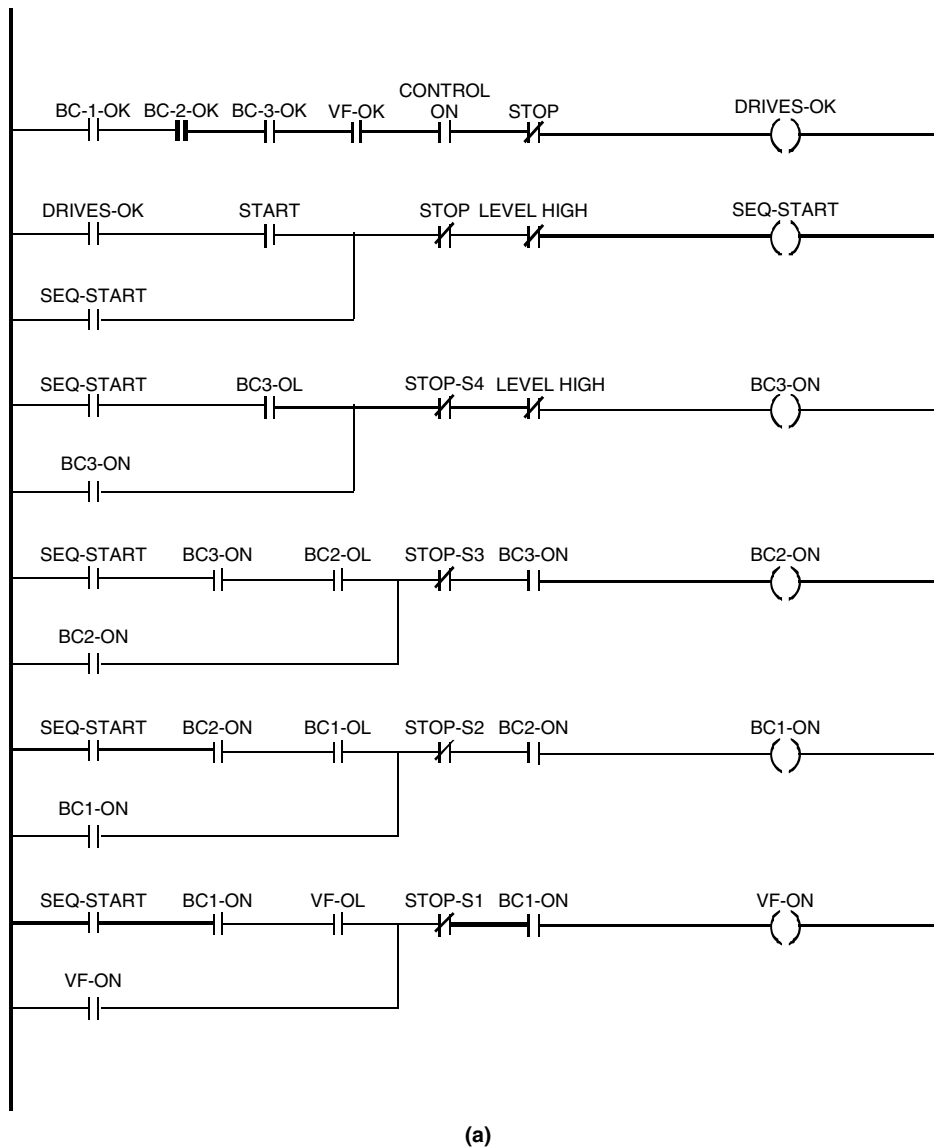 BC-1-OK BC-2-OK BC-3-OK VF-OK CONTROL ON STOP DRIVES-OK
DRIVES-OK START STOP LEVEL HIGH SEQ-START
SEQ-START
SEQ-START BC3-OL STOP-S4 LEVEL HIGH BC3-ON
BC3-ON
SEQ-START BC3-ON BC2-OL STOP-S3 BC3-ON BC2-ON
BC2-ON
SEQ-START BC2-ON BC1-OL STOP-S2 BC2-ON BC1-ON
BC1-ON
SEQ-START BC1-ON VF-OL STOP-S1 BC1-ON VF-ON
VF-ON
(a)